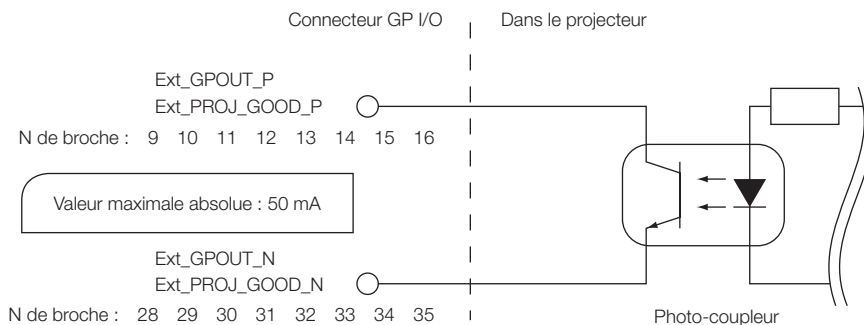 Connecteur GP I/O
Dans le projecteur
Ext_GPOUT_P
Ext_PROJ_GOOD_P
N de broche : 9 10 11 12 13 14 15 16
Valeur maximale absolue : 50 mA
Ext_GPOUT_N
Ext_PROJ_GOOD_N
N de broche : 28 29 30 31 32 33 34 35
Photo-coupleur